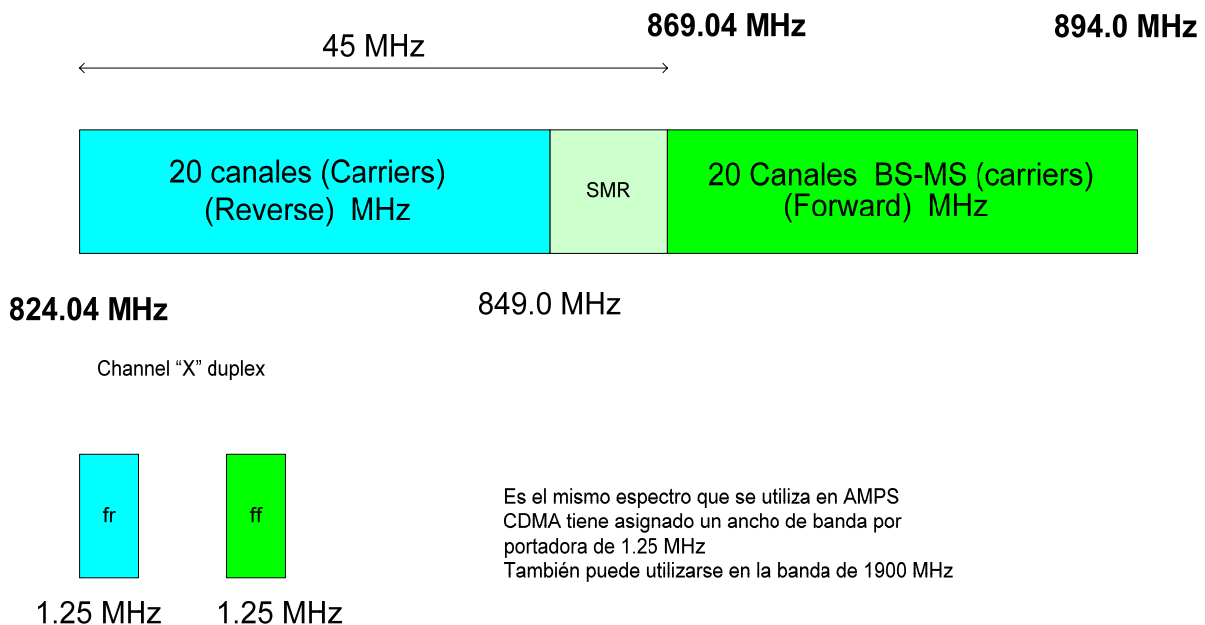 869.04 MHz
894.0 MHz
45 MHz
20 canales (Carriers)
(Reverse) MHz
SMR
20 Canales BS-MS (carriers)
(Forward) MHz
824.04 MHz
849.0 MHz
Channel “X” duplex
fr
ff
1.25 MHz
1.25 MHz
Es el mismo espectro que se utiliza en AMPS
CDMA tiene asignado un ancho de banda por
portadora de 1.25 MHz
También puede utilizarse en la banda de 1900 MHz